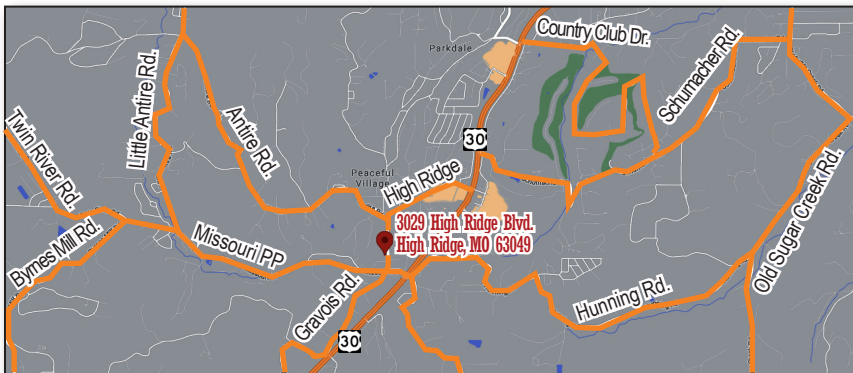 Country Club Dr.
Parkdale
Schumacher Rd.
Little Antire Rd.
Antire Rd.
Twin River Rd.
30
Peaceful
Village
High Ridge
3029 High Ridge Blvd.
High Ridge, MO 63049
Old Sugar Creek Rd.
Missouri PP
Byrnes Mill Rd.
Gravois Rd.
Hunning Rd.
30